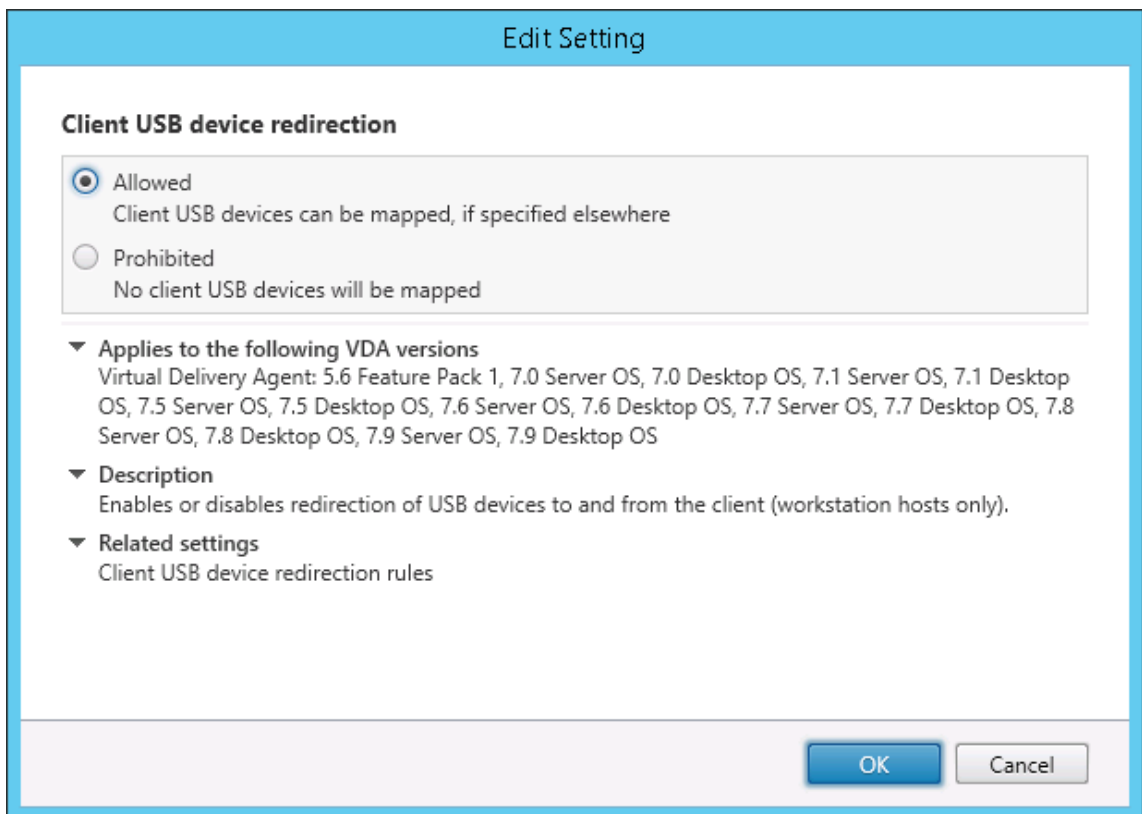 Edit Setting
Client USB device redirection
Allowed
Client USB devices can be mapped, if specified elsewhere
Prohibited
No client USB devices will be mapped
Applies to the following VDA versions
Virtual Delivery Agent: 5.6 Feature Pack 1, 7.0 Server OS, 7.0 Desktop OS, 7.1 Server OS, 7.1 Desktop
OS, 7.5 Server OS, 7.5 Desktop OS, 7.6 Server OS, 7.6 Desktop OS, 7.7 Server OS, 7.7 Desktop OS, 7.8
Server OS, 7.8 Desktop OS, 7.9 Server OS, 7.9 Desktop OS
Description
Enables or disables redirection of USB devices to and from the client (workstation hosts only).
Related settings
Client USB device redirection rules
OK Cancel